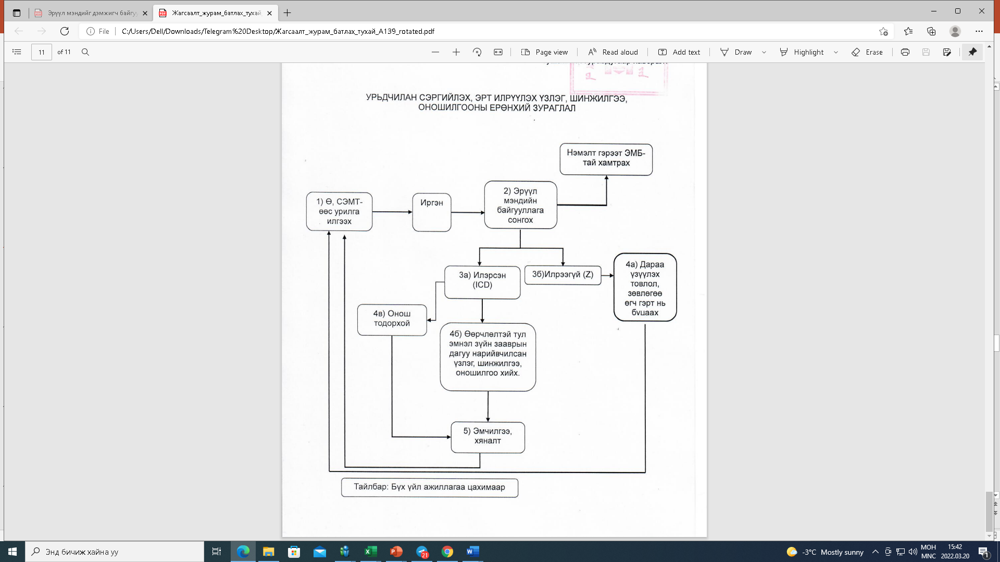 Эрүүл мэндийг дэмжигч байгу
Жагсаалт_журам_батлах_тухай
File
C:/Users/Dell/Downloads/Telegram%20Desktop/Жагсаалт_журам_батлах_тухай_А139_rotated.pdf
11 of 11
Page view
Read aloud
Add text
Draw
Highlight
Erase
УРЬДЧИЛАН СЭРГИЙЛЭХ, ЭРТ ИЛРҮҮЛЭХ ҮЗЛЭГ, ШИНЖИЛГЭЭ,
ОНОШИЛГООНЫ ЕРӨНХИЙ ЗУРАГЛАЛ
Нэмэлт гэрээт ЭМБ-
тай хамтрах
1) Ө, СЭМТ-
өөс урилга
илгээх
Иргэн
2) Эрүүл
мэндийн
байгууллага
сонгох
3а) Илэрсэн
(ICD)
3б)Илрээгүй (Z)
4а) Дараа
үзүүлэх
товлол,
зөвлөгөө
өгч гэрт нь
буцаах
4в) Онош
тодорхой
4б) Өөрчлөлтэй тул
эмнэл зүйн зааврын
дагуу нарийвчилсан
үзлэг, шинжилгээ,
оношилгоо хийх.
5) Эмчилгээ,
хяналт
Тайлбар: Бүх үйл ажиллагаа цахимаар
Энд бичиж хайна уу
21
-3°C Mostly sunny
МОН
MNC
15:42
2022.03.20
1